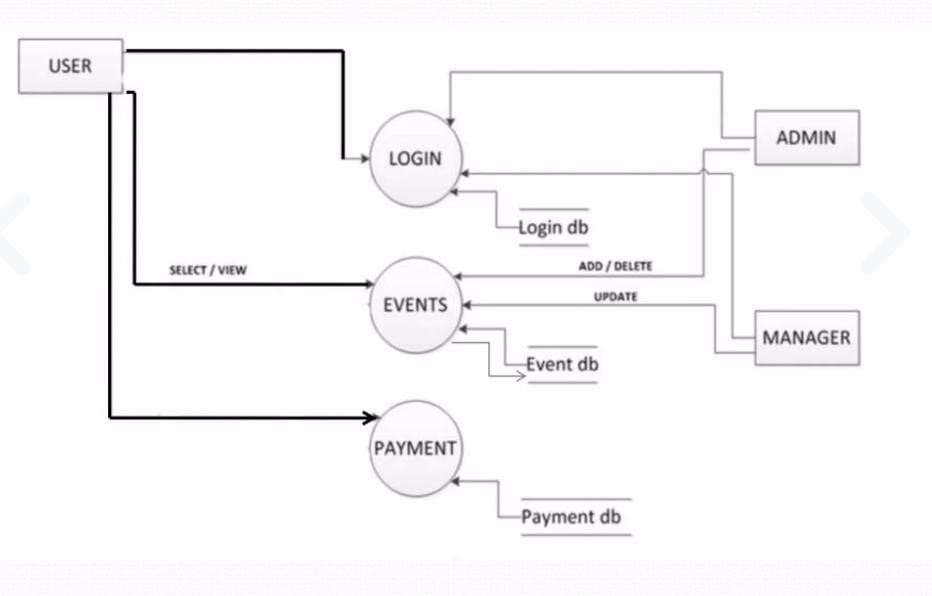 USER
ADMIN
LOGIN
Login db
SELECT / VIEW
ADD / DELETE
UPDATE
EVENTS
MANAGER
Event db
PAYMENT
Payment db